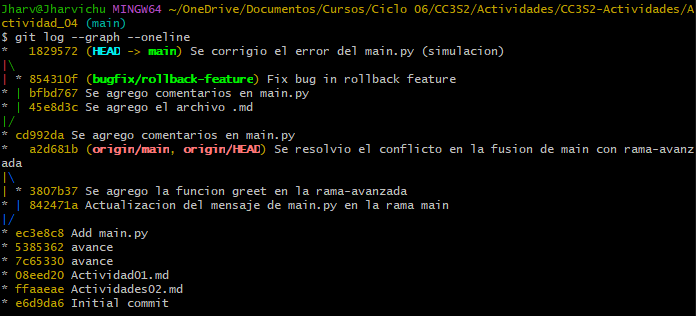 Jharv@Jharvichu MINGW64 ~/OneDrive/Documentos/Cursos/Ciclo 06/CC3S2/Actividades/CC3S2-Actividades/A
ctividad_04 (main)
$ git log --graph --oneline
*   1829572 (HEAD -> main) Se corrigio el error del main.py (simulacion)
|\
| * 854310f (bugfix/rollback-feature) Fix bug in rollback feature
* | bfbd767 Se agrego comentarios en main.py
* | 45e8d3c Se agrego el archivo .md
|/
* cd992da Se agrego comentarios en main.py
*   a2d681b (origin/main, origin/HEAD) Se resolvio el conflicto en la fusion de main con rama-avanz
ada
|\
| * 3807b37 Se agrego la funcion greet en la rama-avanzada
* | 842471a Actualizacion del mensaje de main.py en la rama main
|/
* ec3e8c8 Add main.py
* 5385362 avance
* 7c65330 avance
* 08eed20 Actividad01.md
* ffaaeae Actividades02.md
* e6d9da6 Initial commit